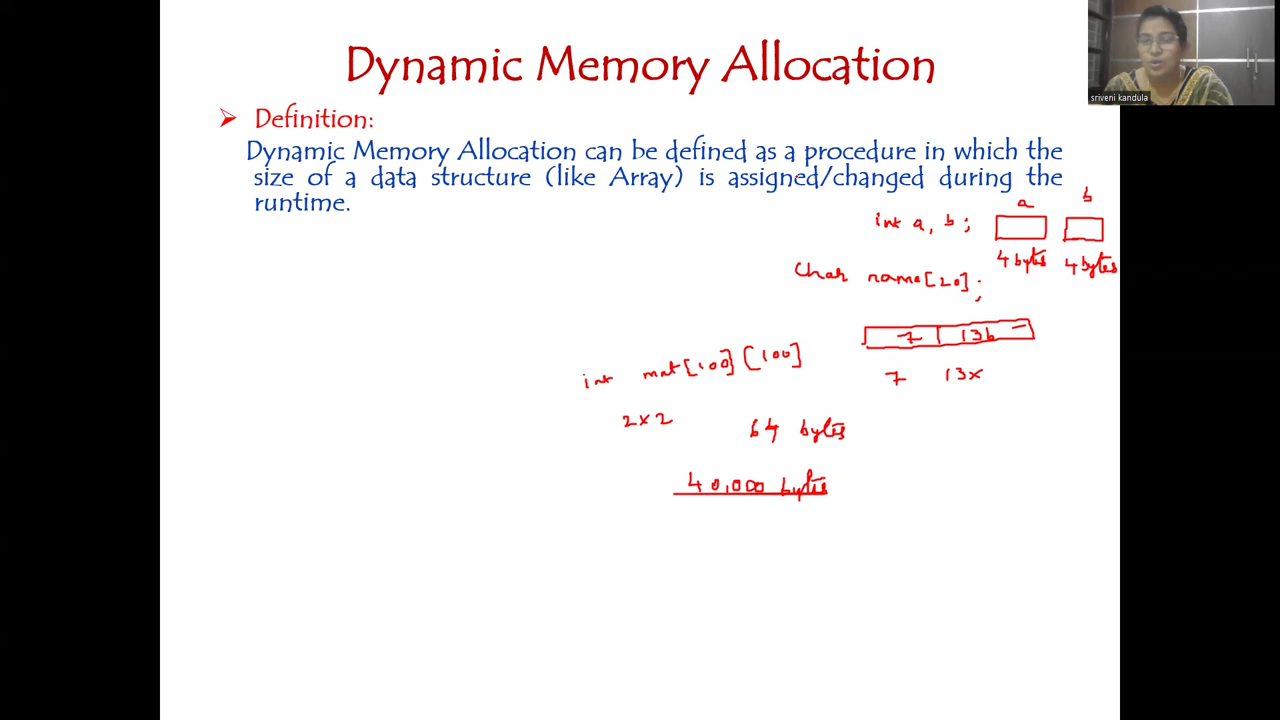 Dynamic Memory Allocation
sriveni kandula
➢ Definition:
Dynamic Memory Allocation can be defined as a procedure in which the
size of a data structure (like Array) is assigned/changed during the
runtime.
a b
int a, b;
4 bytes 4 bytes
Char name[20];
7 13b
int mat[100][100]
7 13x
2x2 64 bytes
40,000 bytes